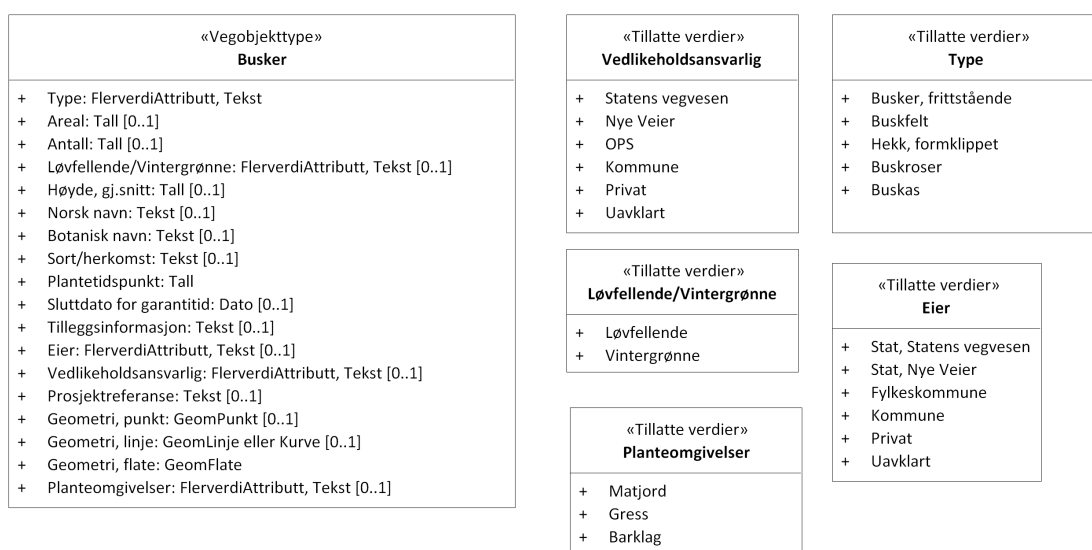 «Vegobjekttype»
Busker
+ Type: FlerverdiAttributt, Tekst
+ Areal: Tall [0..1]
+ Antall: Tall [0..1]
+ Løvfellende/Vintergrønne: FlerverdiAttributt, Tekst [0..1]
+ Høyde, gj.snitt: Tall [0..1]
+ Norsk navn: Tekst [0..1]
+ Botanisk navn: Tekst [0..1]
+ Sort/herkomst: Tekst [0..1]
+ Plantetidspunkt: Tall
+ Sluttdato for garantitid: Dato [0..1]
+ Tilleggsinformasjon: Tekst [0..1]
+ Eier: FlerverdiAttributt, Tekst [0..1]
+ Vedlikeholdsansvarlig: FlerverdiAttributt, Tekst [0..1]
+ Prosjektreferanse: Tekst [0..1]
+ Geometri, punkt: GeomPunkt [0..1]
+ Geometri, linje: GeomLinje eller Kurve [0..1]
+ Geometri, flate: GeomFlate
+ Planteomgivelser: FlerverdiAttributt, Tekst [0..1]
«Tillatte verdier»
Vedlikeholdsansvarlig
+ Statens vegvesen
+ Nye Veier
+ OPS
+ Kommune
+ Privat
+ Uavklart
«Tillatte verdier»
Type
+ Busker, frittstående
+ Buskfelt
+ Hekk, formklippet
+ Buskroser
+ Buskas
«Tillatte verdier»
Løvfellende/Vintergrønne
+ Løvfellende
+ Vintergrønne
«Tillatte verdier»
Eier
+ Stat, Statens vegvesen
+ Stat, Nye Veier
+ Fylkeskommune
+ Kommune
+ Privat
+ Uavklart
«Tillatte verdier»
Planteomgivelser
+ Matjord
+ Gress
+ Barklag